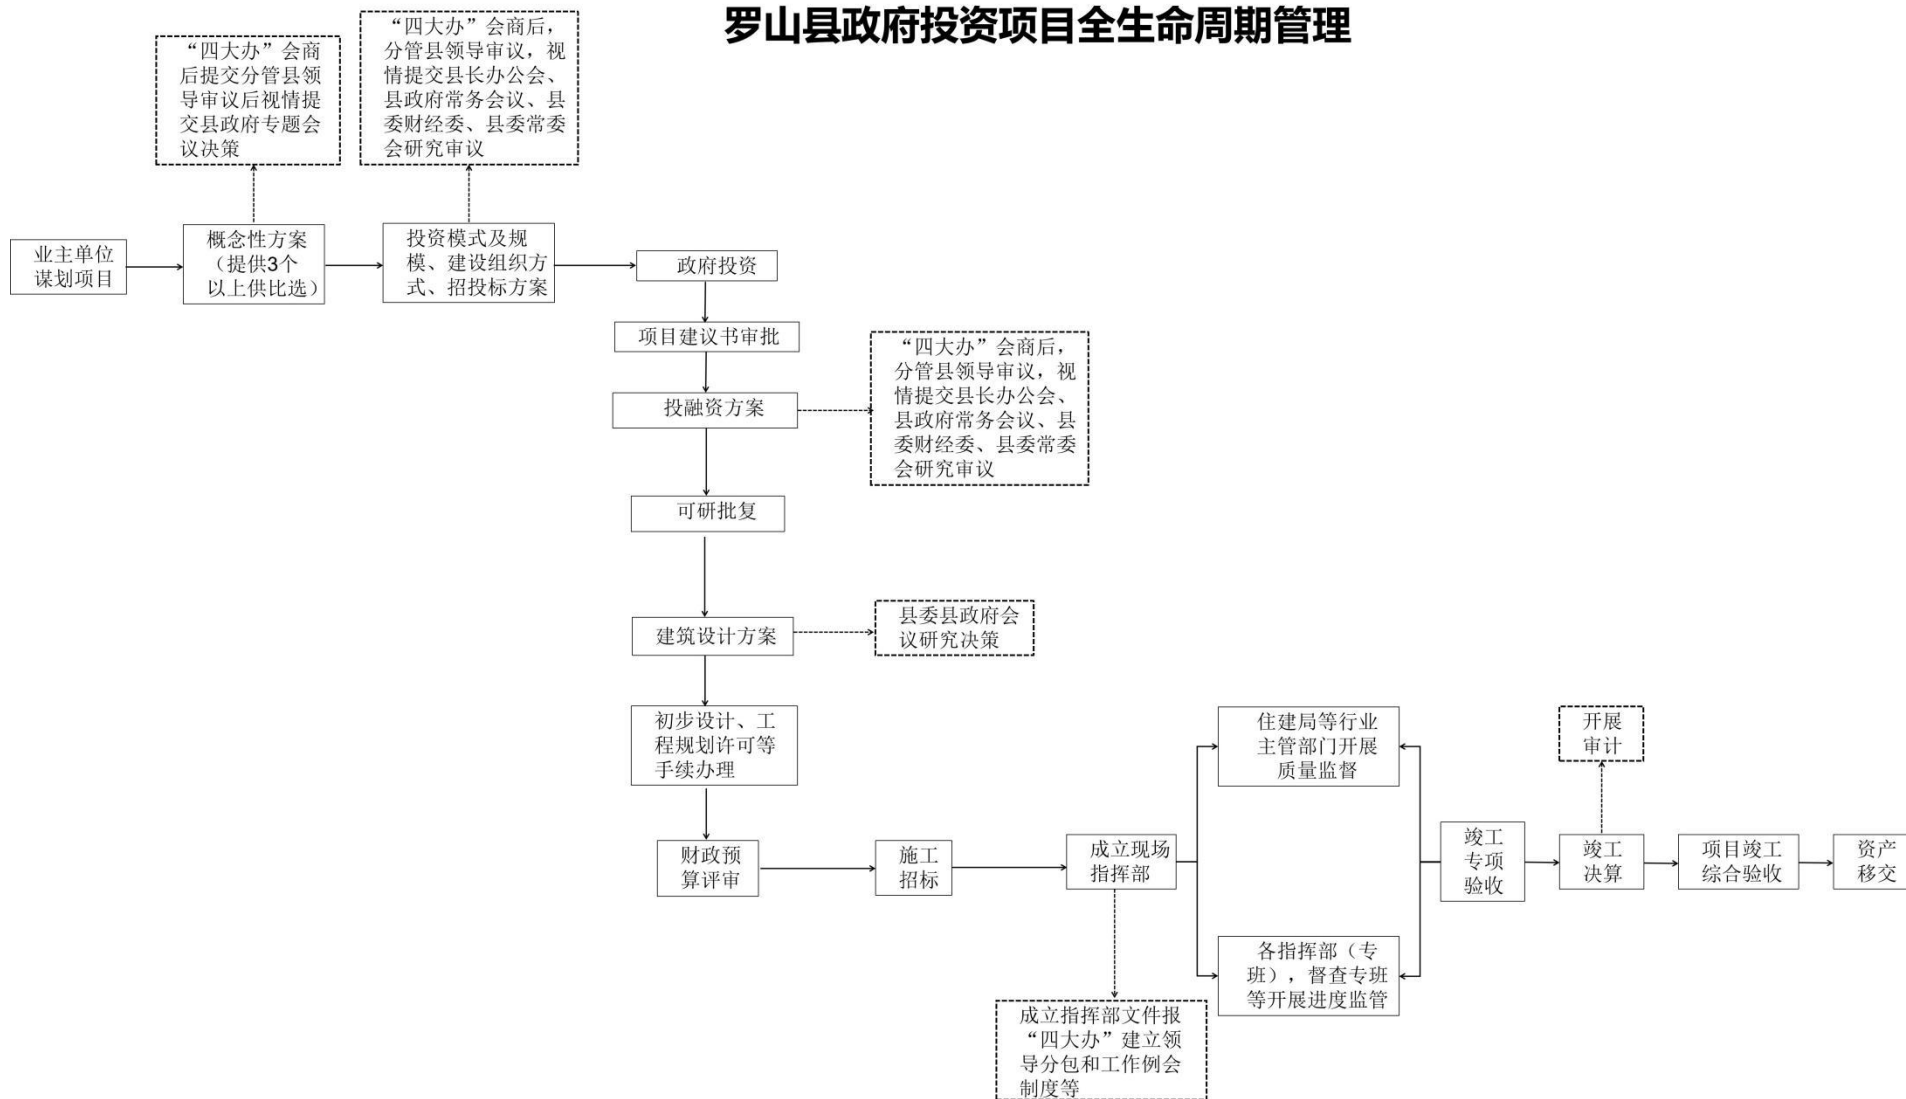 罗山县政府投资项目全生命周期管理
“四大办”会商
后提交分管县领
导审议后视情提
交县政府专题会
议决策
“四大办”会商后，
分管县领导审议，视
情提交县长办公会、
县政府常务会议、县
委财经委、县委常委
会研究审议
业主单位
谋划项目
概念性方案
（提供3个
以上供比选）
投资模式及规
模、建设组织方
式、招投标方案
政府投资
项目建议书审批
投融资方案
“四大办”会商后，
分管县领导审议，视
情提交县长办公会、
县政府常务会议、县
委财经委、县委常委
会研究审议
可研批复
建筑设计方案
县委县政府会
议研究决策
初步设计、工
程规划许可等
手续办理
财政预
算评审
施工
招标
成立现场
指挥部
成立指挥部文件报
“四大办”建立领
导分包和工作例会
制度等
住建局等行业
主管部门开展
质量监督
各指挥部（专
班），督查专班
等开展进度监管
竣工
专项
验收
开展
审计
竣工
决算
项目竣工
综合验收
资产
移交